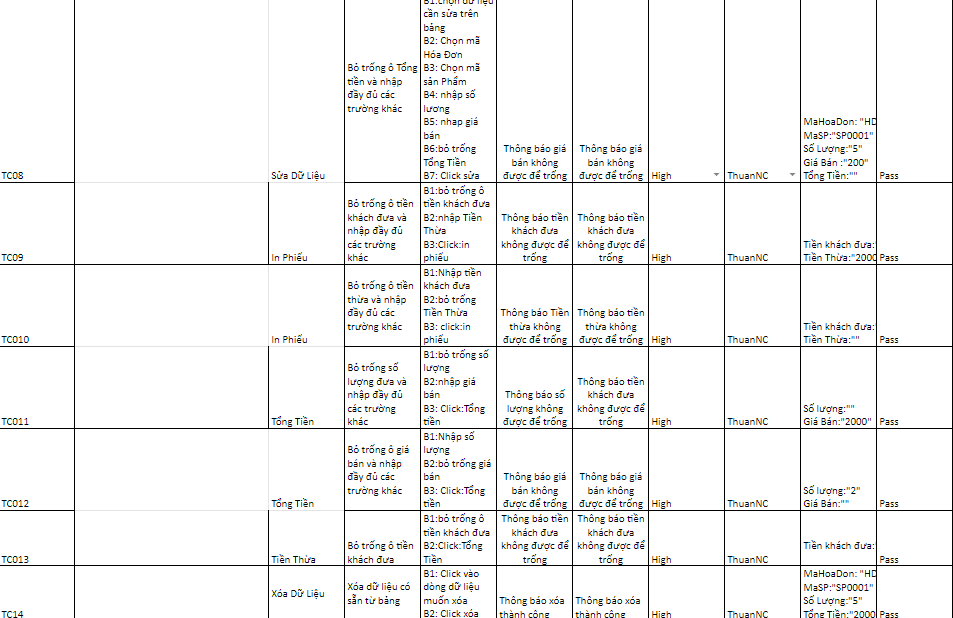 B1:chọn dữ liệu
cần sửa trên
bảng
B2: Chọn mã
Hóa Đơn
Bỏ trống ô Tổng
tiền và nhập
đầy đủ các
trường khác
B3: Chọn mã
sản Phẩm
B4: nhập số
lương
B5: nhap giá
bán
B6:bỏ trống
Tổng Tiền
B7: Click sửa
TC08
Sửa Dữ Liệu
Thông báo giá
bán không
được để trống
Thông báo giá
bán không
được để trống
High
ThuanNC
MaHoaDon: "HD
MaSP:"SP0001"
Số Lượng:"5"
Giá Bán :"200"
Tổng Tiền:""
Pass
TC09
In Phiếu
Bỏ trống ô tiền
khách đưa và
nhập đầy đủ
các trường
khác
B1:bỏ trống ô
tiền khách đưa
B2:nhập Tiền
Thừa
B3:Click:in
phiếu
Thông báo tiền
khách đưa
không được để
trống
Thông báo tiền
khách đưa
không được để
trống
High
ThuanNC
Tiền khách đưa:"
Tiền Thừa:"2000
Pass
TC010
In Phiếu
Bỏ trống ô tiền
thừa và nhập
đầy đủ các
trường khác
B1:Nhập tiền
khách đưa
B2:bỏ trống
Tiền Thừa
B3: click:in
phiếu
Thông báo Tiền
thừa không
được để trống
Thông báo tiền
thừa không
được để trống
High
ThuanNC
Tiền khách đưa:
Tiền Thừa:""
Pass
TC011
Tổng Tiền
Bỏ trống số
lượng đưa và
nhập đầy đủ
các trường
khác
B1:bỏ trống số
lượng
B2:nhập giá
bán
B3: Click:Tổng
tiền
Thông báo số
lượng không
được để trống
Thông báo tiền
khách đưa
không được để
trống
High
ThuanNC
Số lượng:""
Giá Bán:"2000"
Pass
TC012
Tổng Tiền
Bỏ trống ô giá
bán và nhập
đầy đủ các
trường khác
B1:Nhập số
lượng
B2:bỏ trống giá
bán
B3: Click:Tổng
tiền
Thông báo giá
bán không
được để trống
Thông báo giá
bán không
được để trống
High
ThuanNC
Số lượng:"2"
Giá Bán:""
Pass
TC013
Tiền Thừa
Bỏ trống ô tiền
khách đưa
B1:bỏ trống ô
tiền khách đưa
B2:Click:Tổng
Tiền
Thông báo tiền
khách đưa
không được để
trống
Thông báo tiền
khách đưa
không được để
trống
High
ThuanNC
Tiền khách đưa:
Pass
TC14
Xóa Dữ Liệu
Xóa dữ liệu có
sẵn từ bảng
B1: Click vào
dòng dữ liệu
muốn xóa
B2: Click xóa
Thông báo xóa
thành công
Thông báo xóa
thành công
High
ThuanNC
MaHoaDon: "HD
MaSP:"SP0001"
Số Lượng:"5"
Tổng Tiền:"2000
Pass